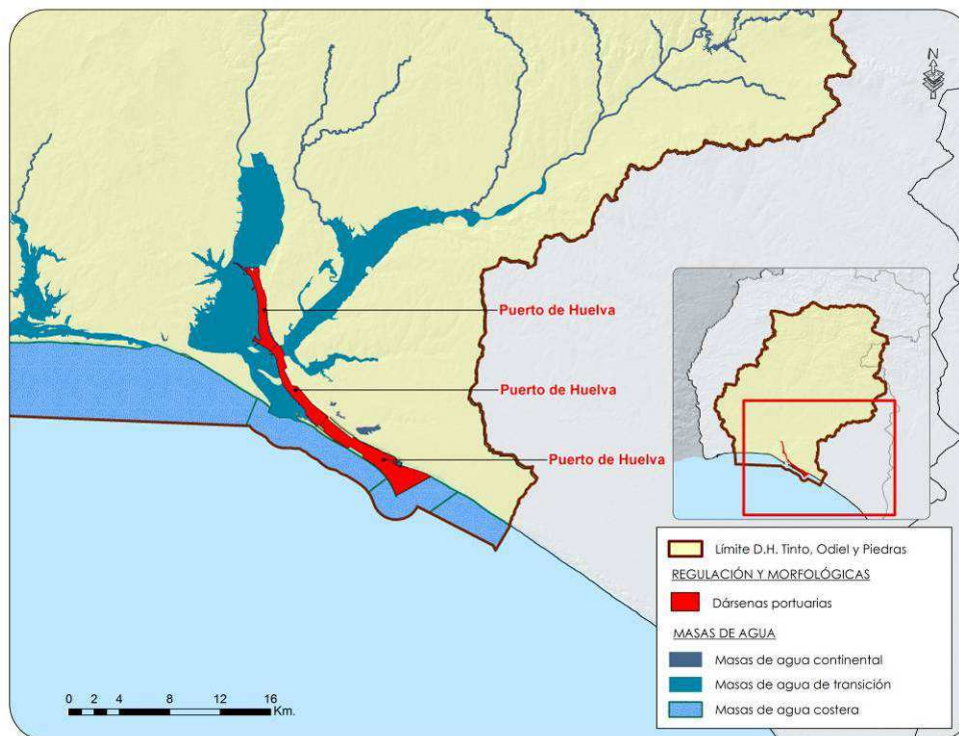 N
Puerto de Huelva
Puerto de Huelva
Puerto de Huelva
Límite D.H. Tinto, Odiel y Piedras
REGULACIÓN Y MORFOLÓGICAS
Dársenas portuarias
MASAS DE AGUA
Masas de agua continental
Masas de agua de transición
Masas de agua costera
0 2 4 8 12 16
Km.